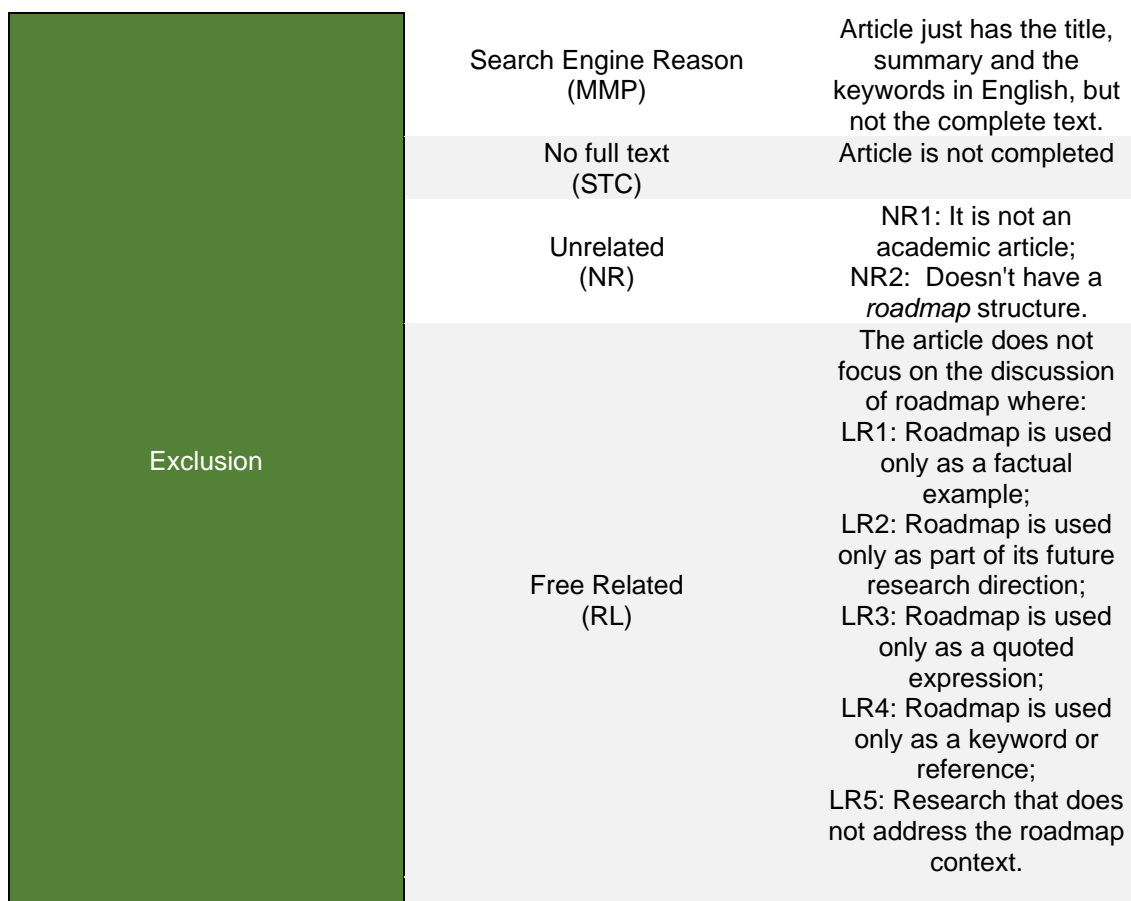 Exclusion
Search Engine Reason
(MMP)
Article just has the title,
summary and the
keywords in English, but
not the complete text.
No full text
(STC)
Article is not completed
Unrelated
(NR)
NR1: It is not an
academic article;
NR2:  Doesn't have a
roadmap structure.
Free Related
(RL)
The article does not
focus on the discussion
of roadmap where:
LR1: Roadmap is used
only as a factual
example;
LR2: Roadmap is used
only as part of its future
research direction;
LR3: Roadmap is used
only as a quoted
expression;
LR4: Roadmap is used
only as a keyword or
reference;
LR5: Research that does
not address the roadmap
context.